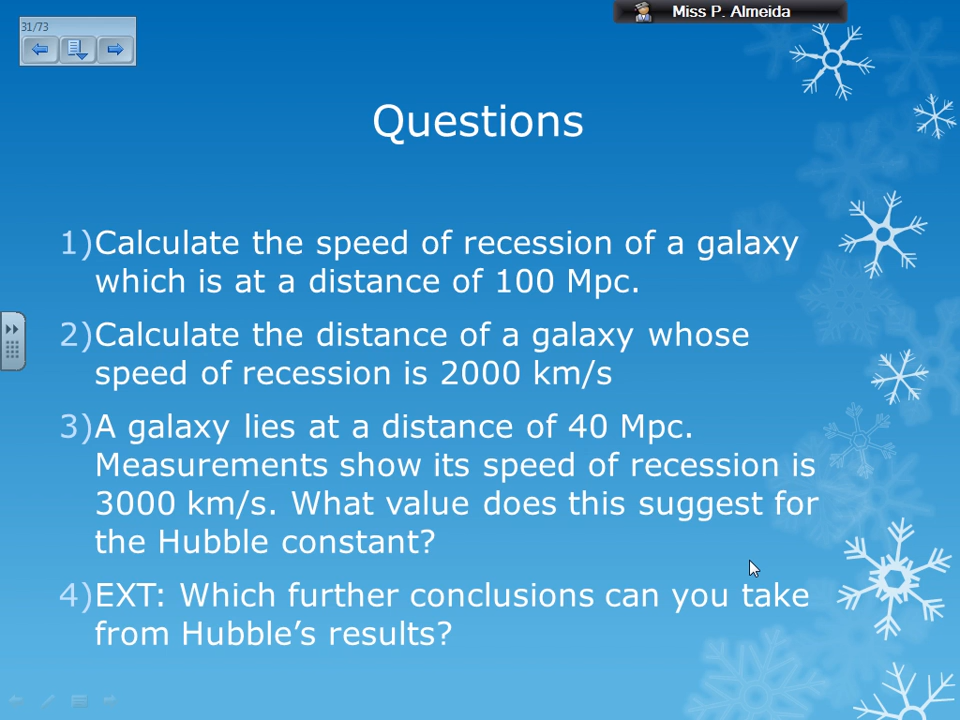 31/73
Miss P. Almeida
Questions
1)Calculate the speed of recession of a galaxy
which is at a distance of 100 Mpc.
2)Calculate the distance of a galaxy whose
speed of recession is 2000 km/s
3)A galaxy lies at a distance of 40 Mpc.
Measurements show its speed of recession is
3000 km/s. What value does this suggest for
the Hubble constant?
4)EXT: Which further conclusions can you take
from Hubble’s results?